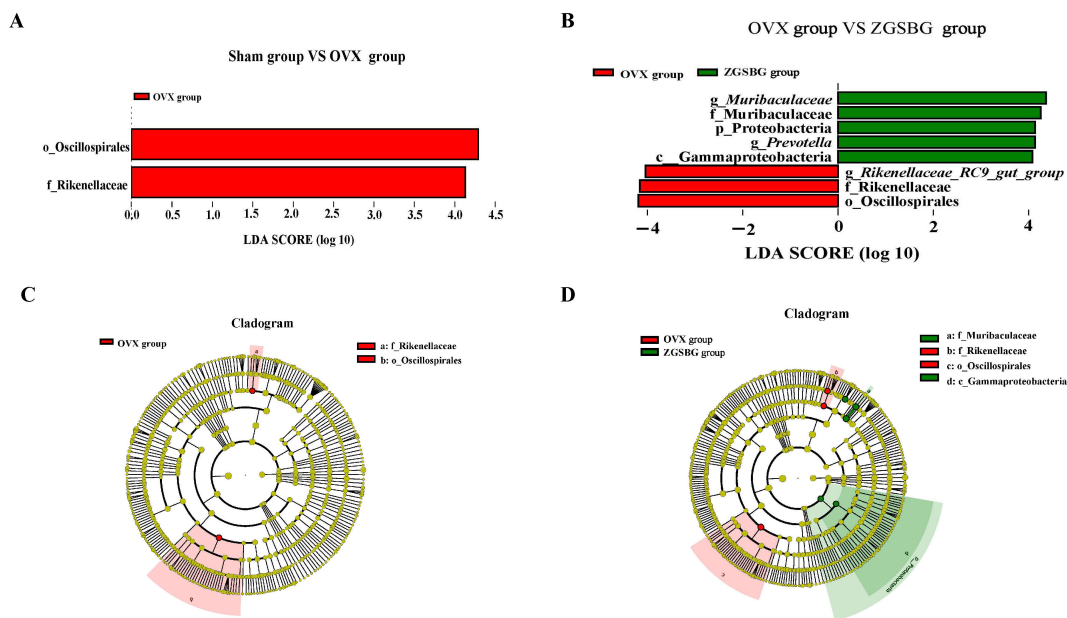 A
Sham group VS OVX group
OVX group
o_Oscillospirales
f_Rikenellaceae
0.0 0.5 1.0 1.5 2.0 2.5 3.0 3.5 4.0 4.5
LDA SCORE (log 10)
B
OVX group VS ZGSBG group
OVX group ZGSBG group
g_Muribaculaceae
f_Muribaculaceae
p_Proteobacteria
g_Prevotella
c__Gammaproteobacteria
g_Rikenellaceae_RC9_gut_group
f_Rikenellaceae
o_Oscillospirales
−4 −2 0 2 4
LDA SCORE (log 10)
C
Cladogram
OVX group
a: f_Rikenellaceae
b: o_Oscillospirales
a
b
D
Cladogram
OVX group
ZGSBG group
a: f_Muribaculaceae
b: f_Rikenellaceae
c: o_Oscillospirales
d: c_Gammaproteobacteria
b
a
c
d
p_Proteobacteria